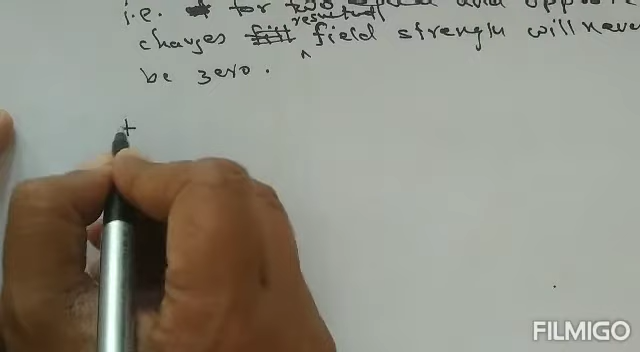 i.e. for two equal and opposite
resultant
charges ^ field strength will never
be zero.
+
FILMIGO